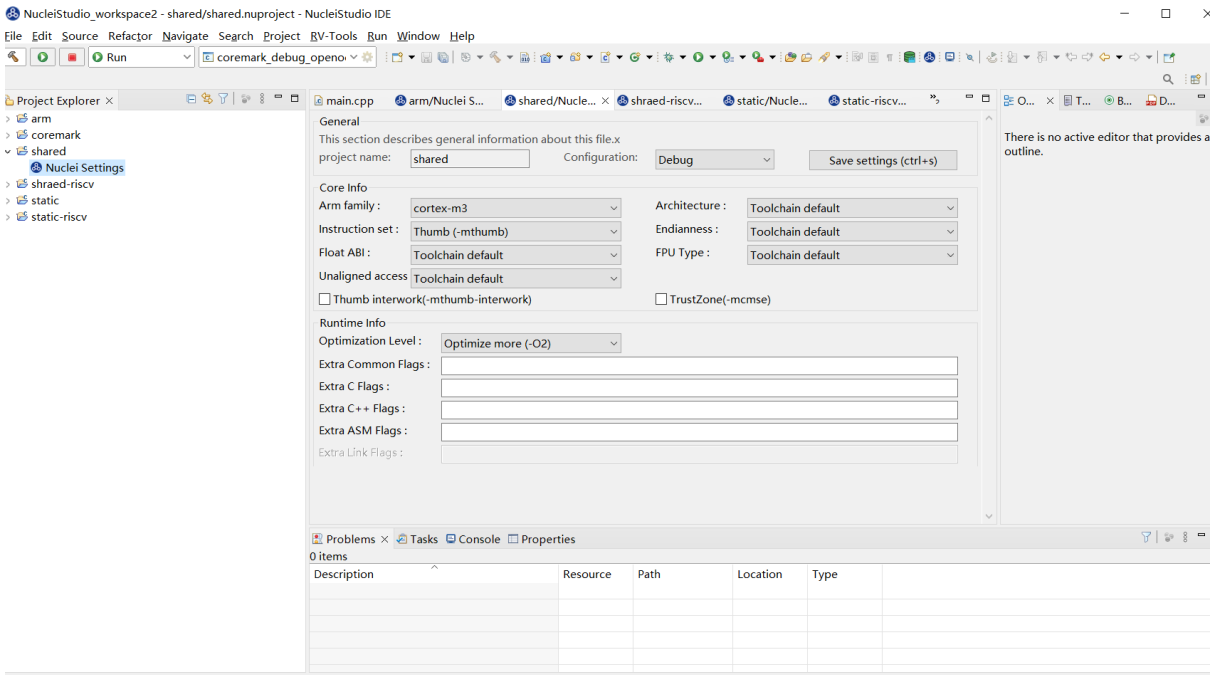 NucleiStudio_workspace2 - shared/shared.nuproject - NucleiStudio IDE
File Edit Source Refactor Navigate Search Project RV-Tools Run Window Help
Run coremark_debug_openo
Project Explorer
main.cpp arm/Nuclei S... shared/Nucle... shraed-riscv... static/Nucle... static-riscv... O... T... B... D...
arm
coremark
shared
Nuclei Settings
shraed-riscv
static
static-riscv
General
This section describes general information about this file.x
project name: shared Configuration: Debug Save settings (ctrl+s)
Core Info
Arm family : cortex-m3 Architecture : Toolchain default
Instruction set : Thumb (-mthumb) Endianness : Toolchain default
Float ABI : Toolchain default FPU Type : Toolchain default
Unaligned access Toolchain default
Thumb interwork(-mthumb-interwork) TrustZone(-mcmse)
Runtime Info
Optimization Level : Optimize more (-O2)
Extra Common Flags :
Extra C Flags :
Extra C++ Flags :
Extra ASM Flags :
Extra Link Flags :
There is no active editor that provides a
outline.
Problems Tasks Console Properties
0 items
Description Resource Path Location Type